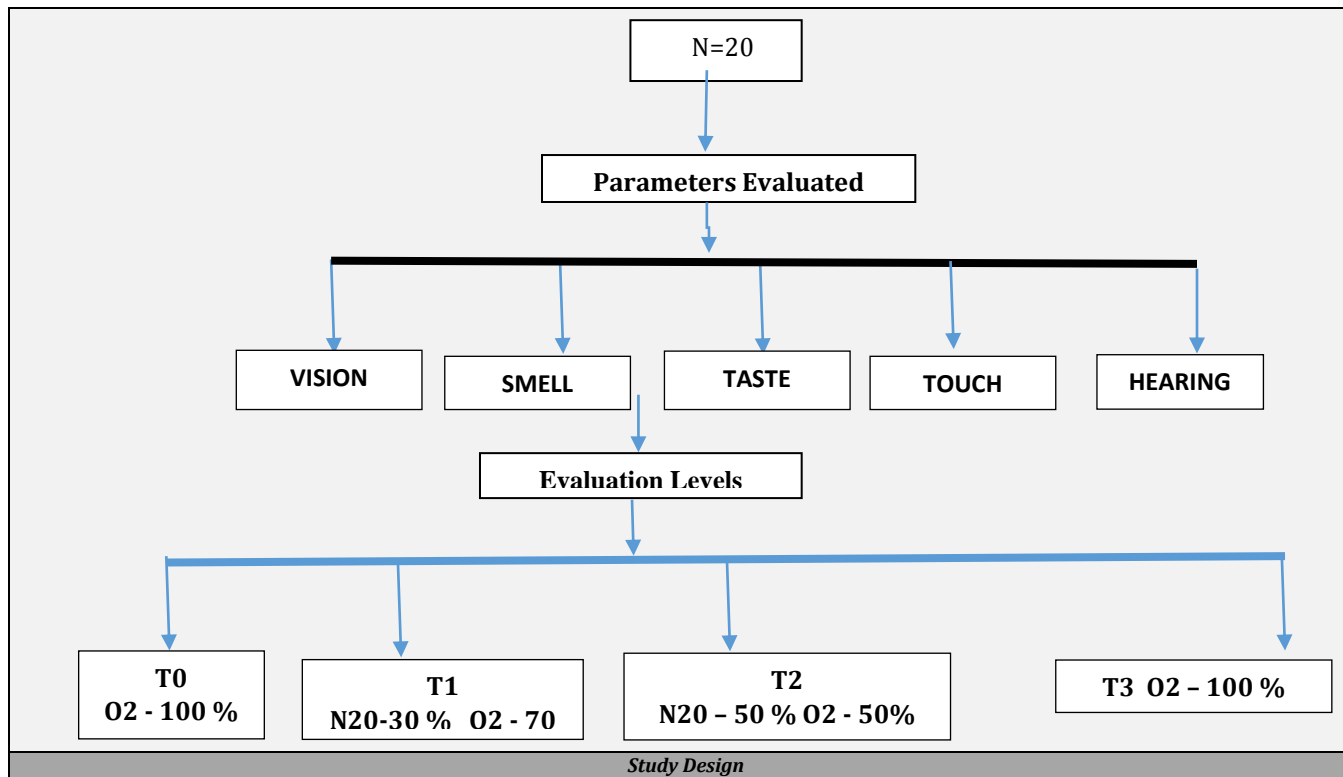 N=20
Parameters Evaluated
VISION
SMELL
TASTE
TOUCH
HEARING
Evaluation Levels
T0
O2 - 100 %
T1
N20-30 % O2 - 70
T2
N20 – 50 % O2 - 50%
T3 O2 – 100 %
Study Design